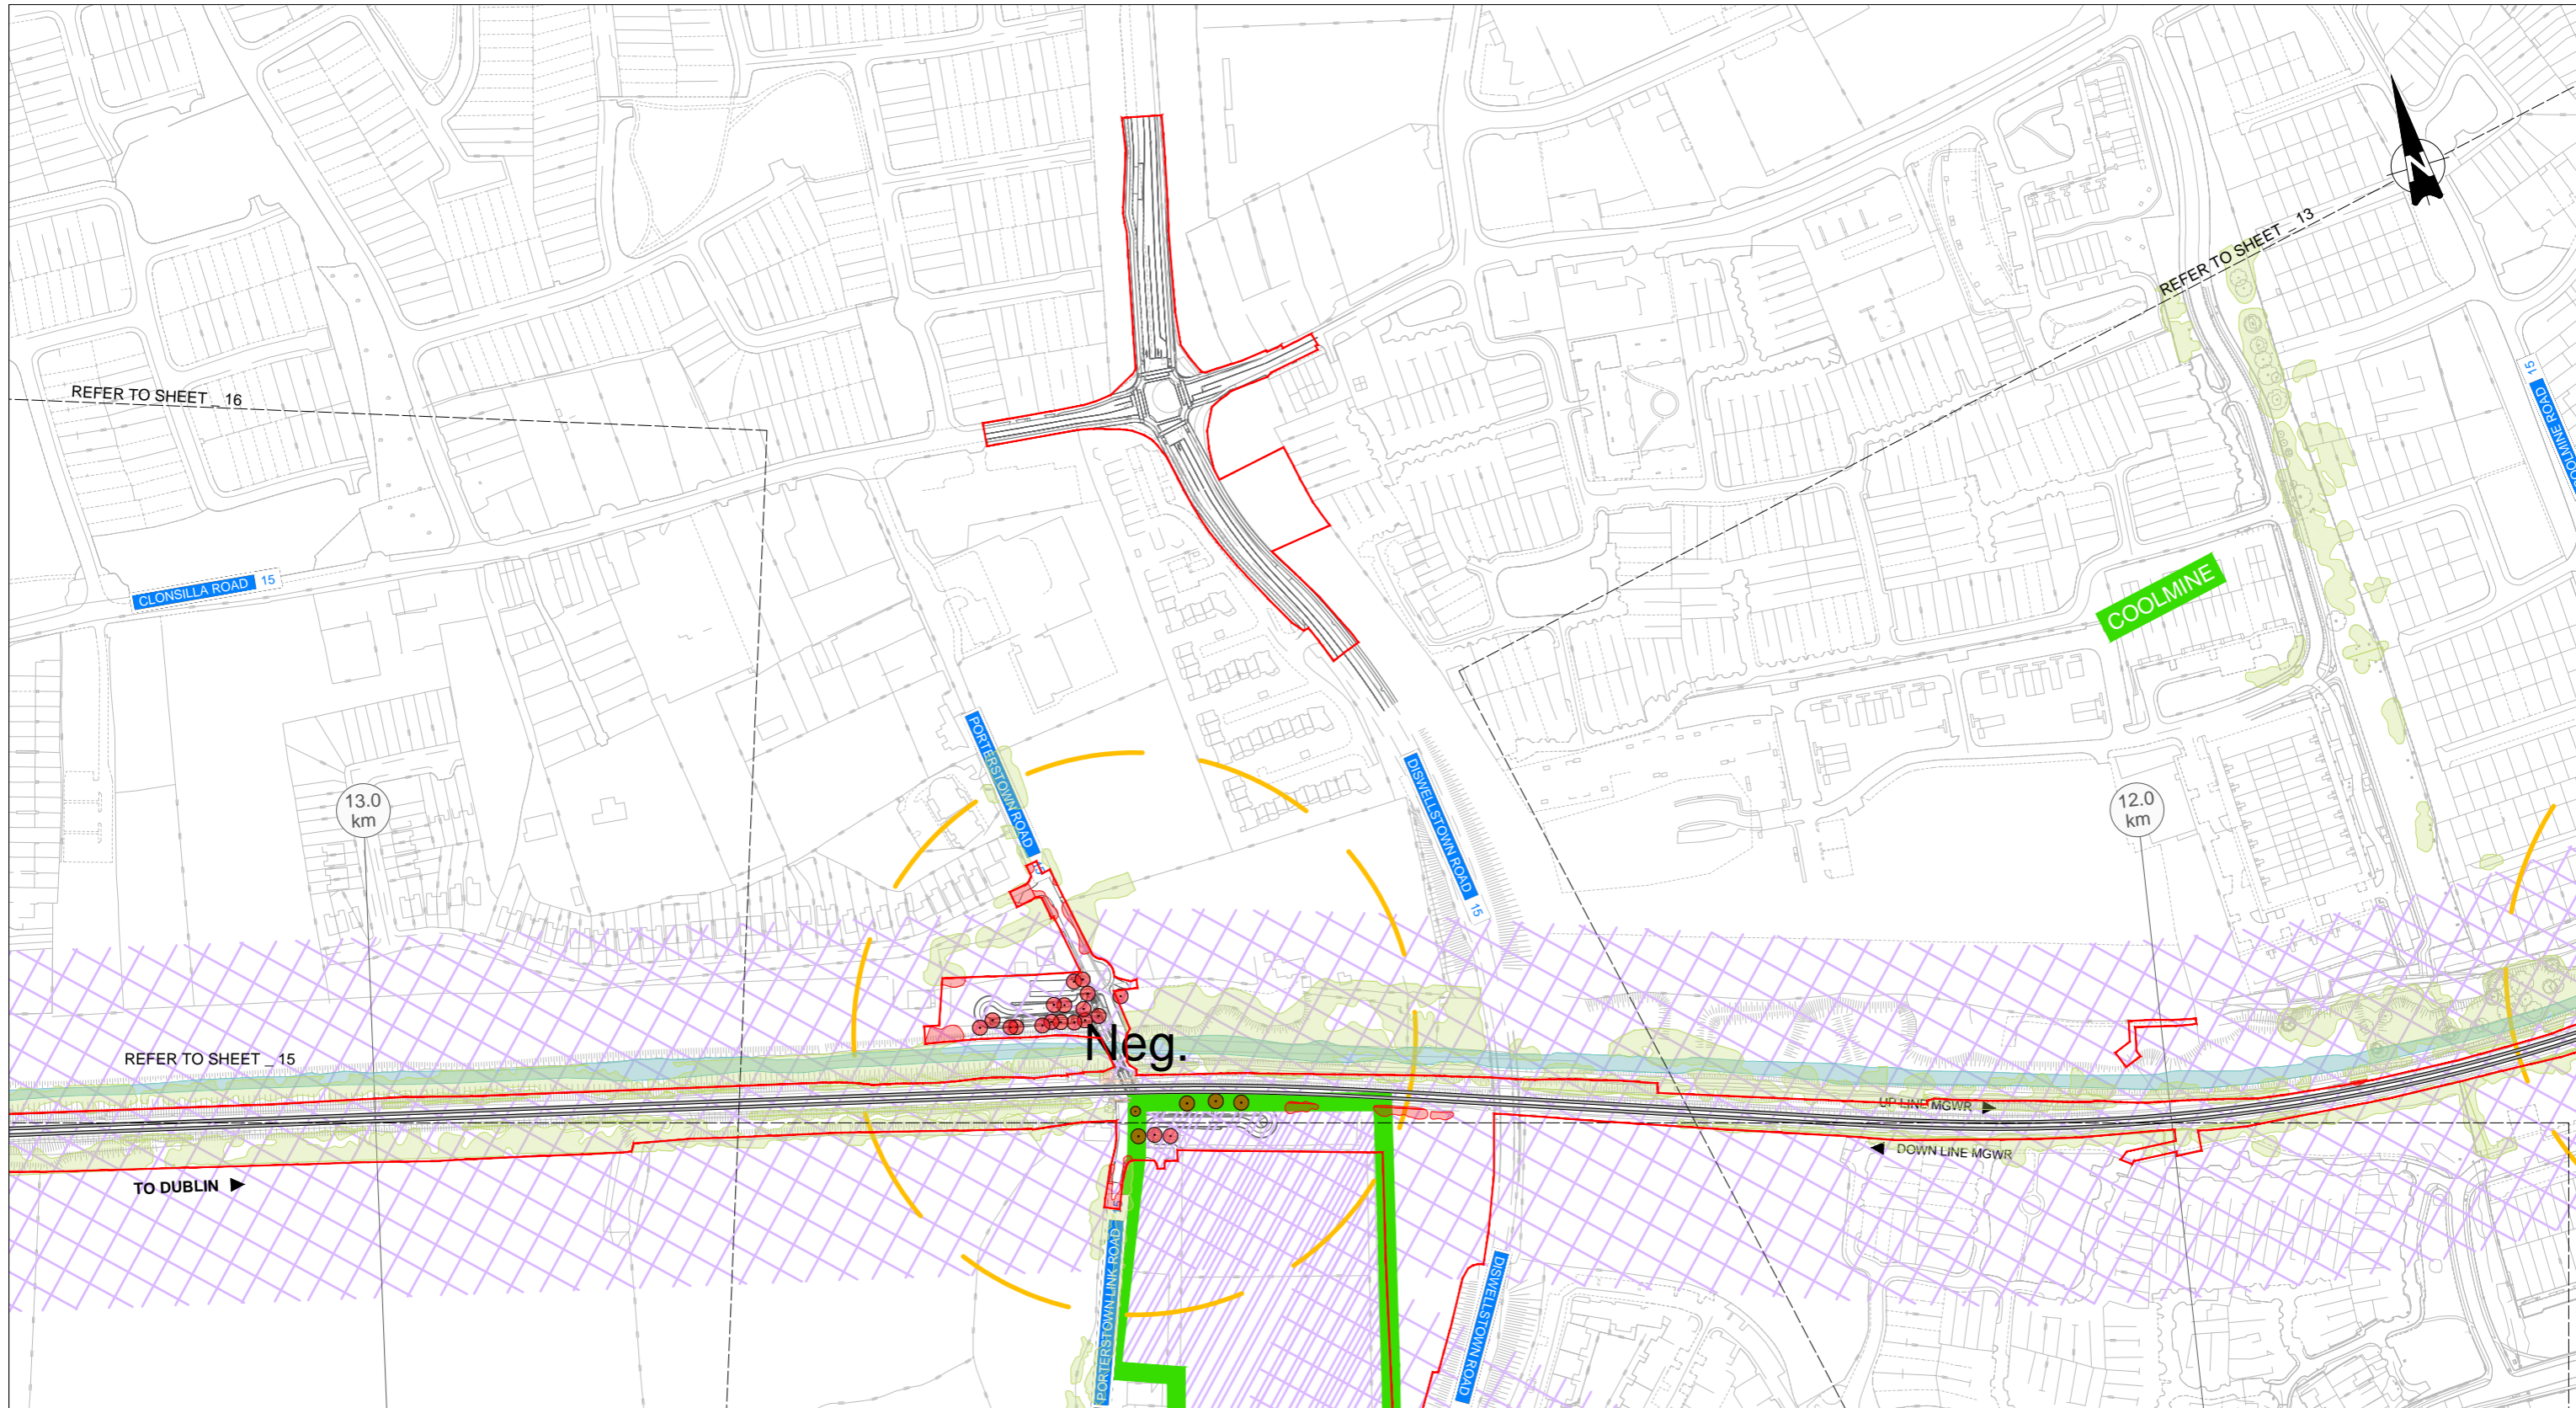 N
REFER TO SHEET _ 13
15
COOLMINE ROAD
REFER TO SHEET _ 16
CLONSILLA ROAD 15
COOLMINE
PORTERSTOWN ROAD
15
DISWELLSTOWN ROAD 15
13.0
km
12.0
km
Neg.
REFER TO SHEET _ 15
UP LINE MGWR
DOWN LINE MGWR
TO DUBLIN
PORTERSTOWN LINK ROAD
DISWELLSTOWN ROAD